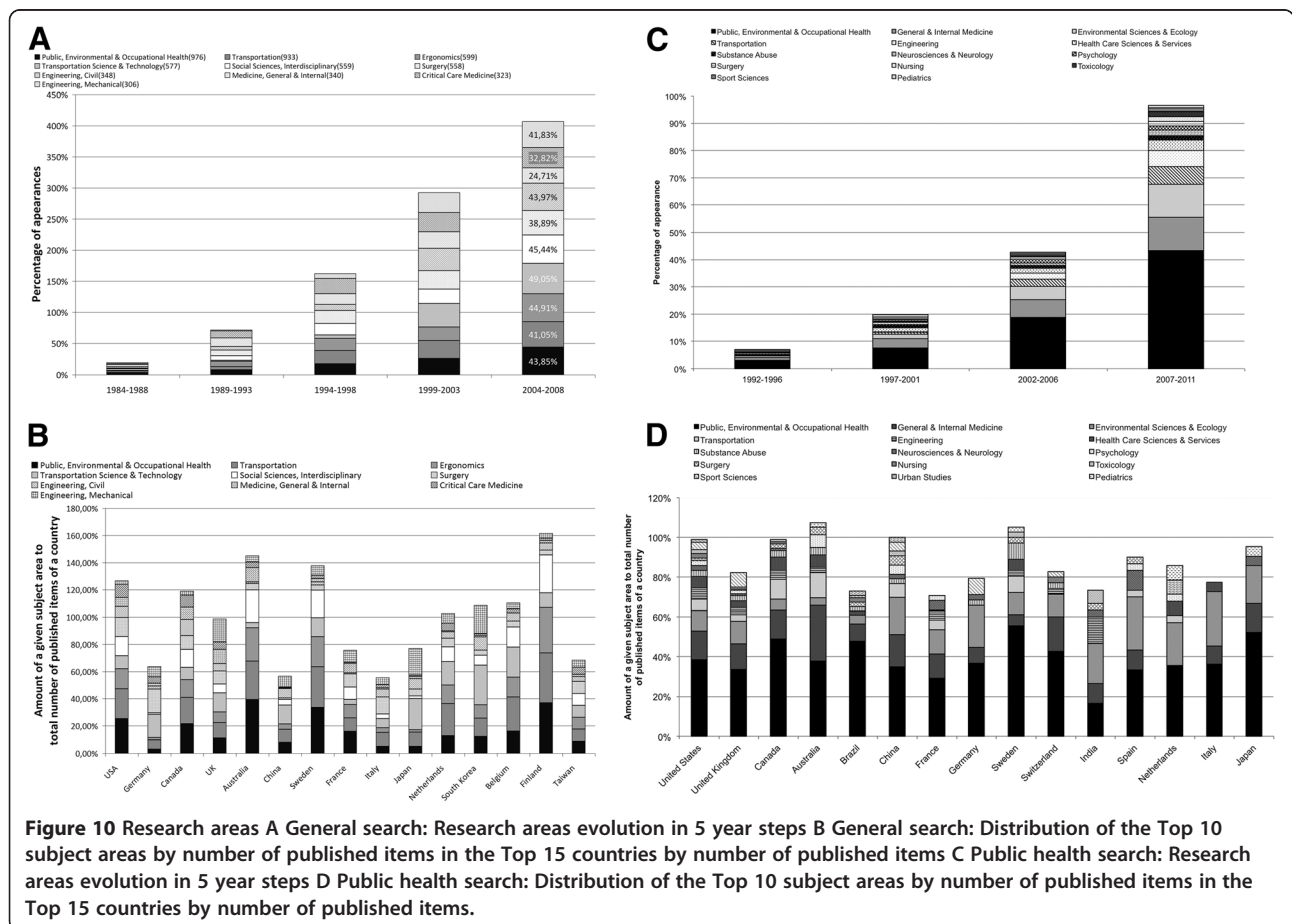 A
Public, Environmental & Occupational Health(976)
Transportation(933)
Ergonomics(599)
Transportation Science & Technology(577)
Social Sciences, Interdisciplinary(559)
Surgery(558)
Engineering, Civil(348)
Medicine, General & Internal(340)
Critical Care Medicine(323)
Engineering, Mechanical(306)
Percentage of apearances
450%
400%
350%
300%
250%
200%
150%
100%
50%
0%
41,83%
32,82%
24,71%
43,97%
38,89%
45,44%
49,05%
44,91%
41,05%
43,85%
1984-1988
1989-1993
1994-1998
1999-2003
2004-2008
C
Public, Environmental & Occupational Health
General & Internal Medicine
Environmental Sciences & Ecology
Transportation
Engineering
Health Care Sciences & Services
Substance Abuse
Neurosciences & Neurology
Psychology
Surgery
Nursing
Toxicology
Sport Sciences
Pediatrics
Percentage of appearance
100%
90%
80%
70%
60%
50%
40%
30%
20%
10%
0%
1992-1996
1997-2001
2002-2006
2007-2011
B
Public, Environmental & Occupational Health
Transportation
Ergonomics
Transportation Science & Technology
Social Sciences, Interdisciplinary
Surgery
Engineering, Civil
Medicine, General & Internal
Critical Care Medicine
Engineering, Mechanical
Amount of a given subject area to
total number of published items of a country
180,00%
160,00%
140,00%
120,00%
100,00%
80,00%
60,00%
40,00%
20,00%
0,00%
USA
Germany
Canada
UK
Australia
China
Sweden
France
Italy
Japan
Netherlands
South Korea
Belgium
Finland
Taiwan
D
Public, Environmental & Occupational Health
General & Internal Medicine
Environmental Sciences & Ecology
Transportation
Engineering
Health Care Sciences & Services
Substance Abuse
Neurosciences & Neurology
Psychology
Surgery
Nursing
Toxicology
Sport Sciences
Urban Studies
Pediatrics
Amount of a given subject area to total number
of published items of a country
120%
100%
80%
60%
40%
20%
0%
United States
United Kingdom
Canada
Australia
Brazil
China
France
Germany
Sweden
Switzerland
India
Spain
Netherlands
Italy
Japan
Figure 10 Research areas A General search: Research areas evolution in 5 year steps B General search: Distribution of the Top 10
subject areas by number of published items in the Top 15 countries by number of published items C Public health search: Research
areas evolution in 5 year steps D Public health search: Distribution of the Top 10 subject areas by number of published items in the
Top 15 countries by number of published items.